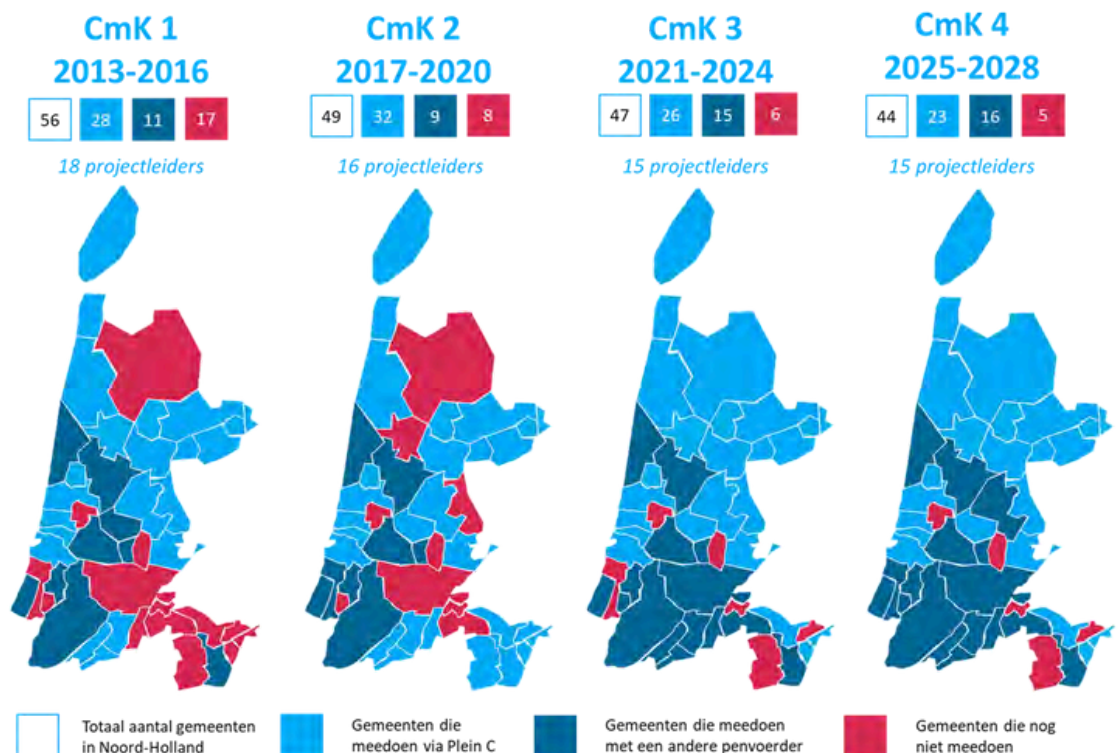 CmK 1
2013-2016
56 28 11 17
18 projectleiders
CmK 2
2017-2020
49 32 9 8
16 projectleiders
CmK 3
2021-2024
47 26 15 6
15 projectleiders
CmK 4
2025-2028
44 23 16 5
15 projectleiders
Totaal aantal gemeenten
in Noord-Holland
Gemeenten die
meedoen via Plein C
Gemeenten die meedoen
met een andere penvoerder
Gemeenten die nog
niet meedoen